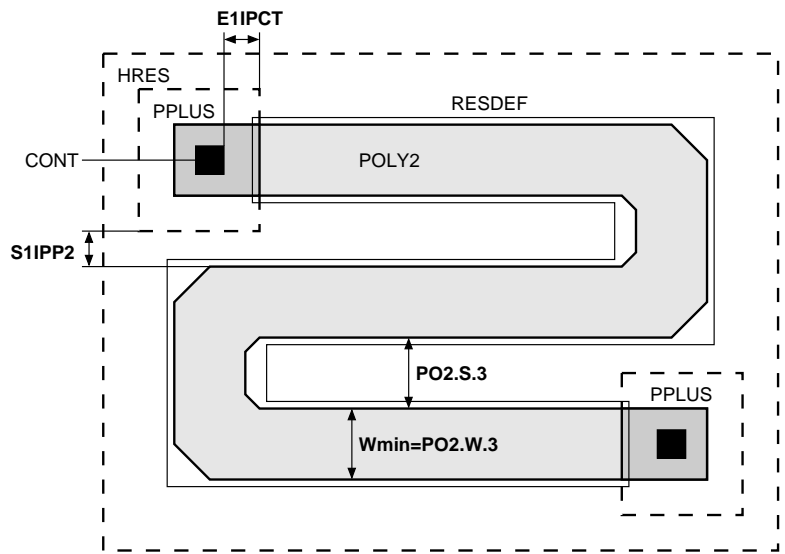 E1IPCT
HRES
PPLUS
RESDEF
CONT
POLY2
S1IPP2
PO2.S.3
PPLUS
Wmin=PO2.W.3